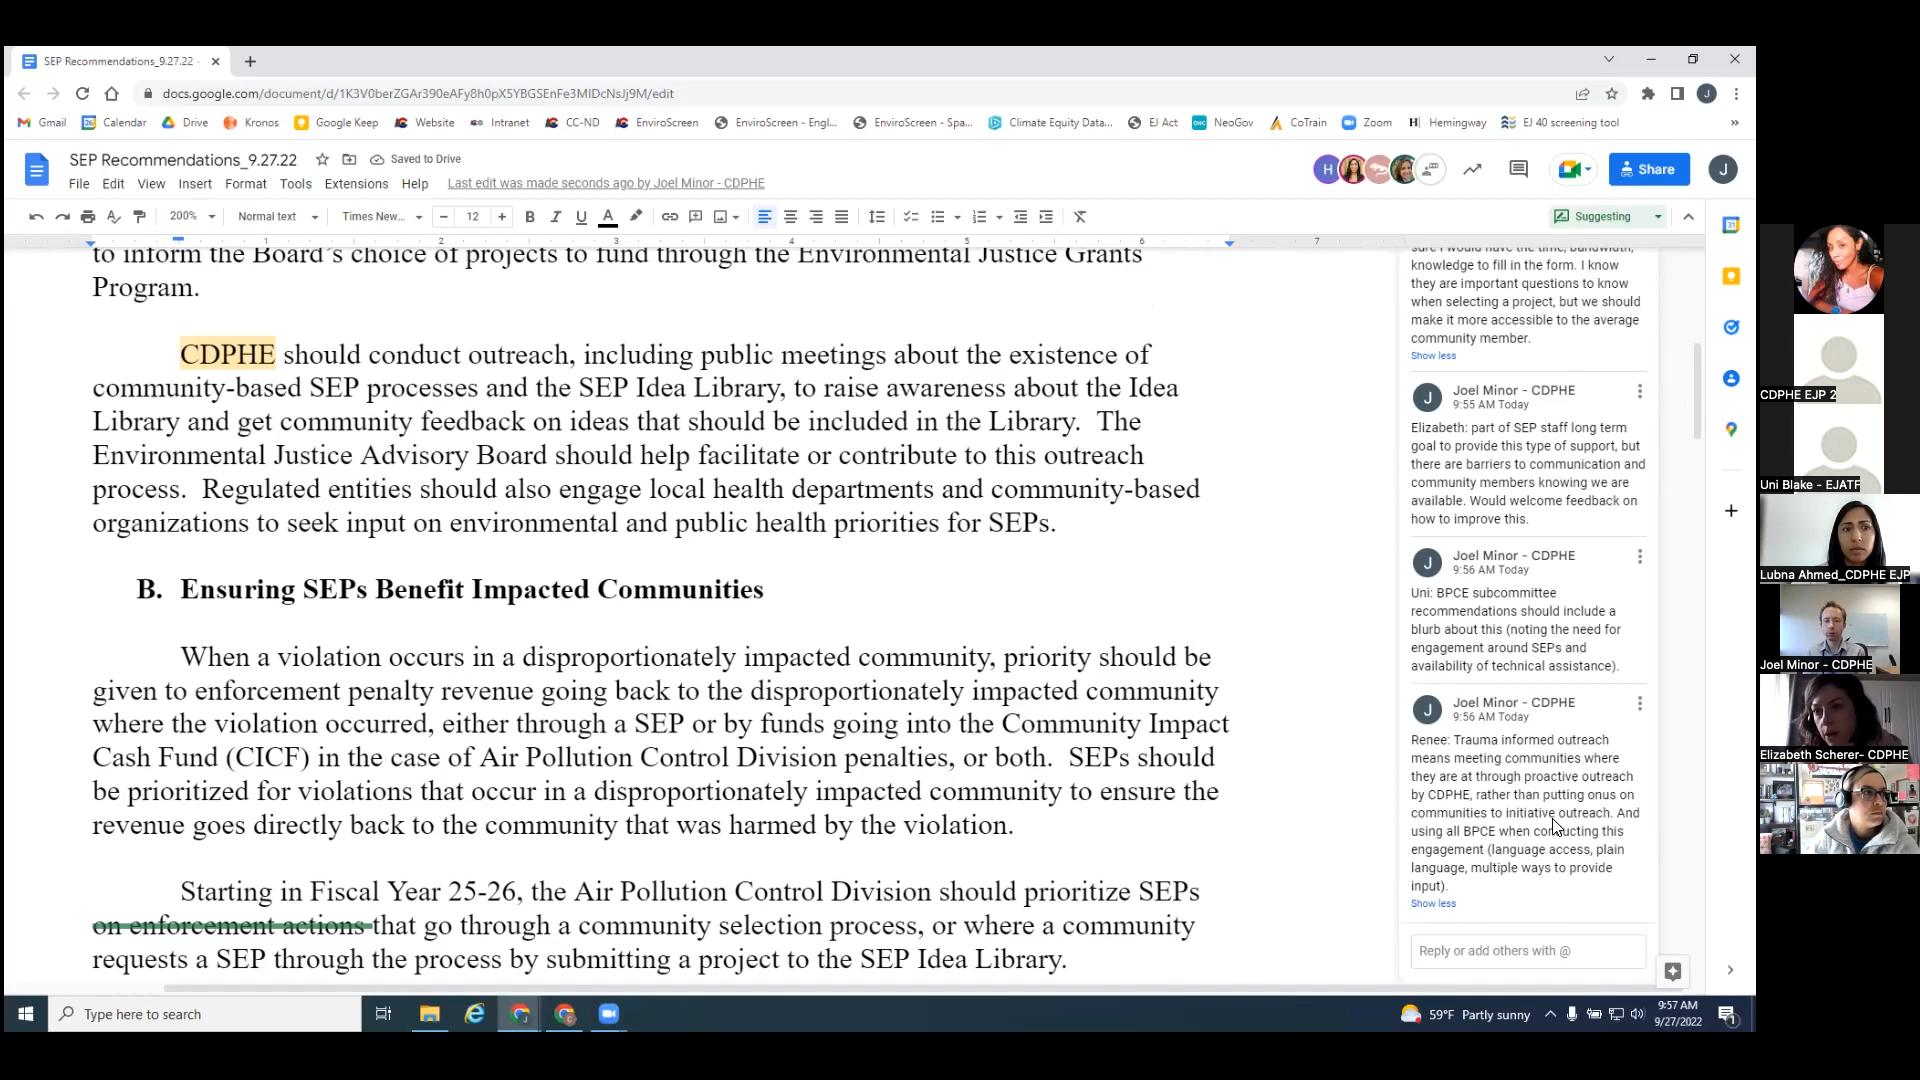 SEP Recommendations_9.27.22
docs.google.com/document/d/1K3V0berZGAr390eAFy8h0pX5YBGSEnFe3MIDcNsJj9M/edit
J
Gmail Calendar Drive Kronos Google Keep Website Intranet CC-ND EnviroScreen EnviroScreen - Engl... EnviroScreen - Spa... Climate Equity Data... EJ Act NeoGov CoTrain Zoom Hemingway EJ 40 screening tool »
SEP Recommendations_9.27.22 Saved to Drive
H Share J
File Edit View Insert Format Tools Extensions Help Last edit was made seconds ago by Joel Minor - CDPHE
200% Normal text Times New... − 12 + B I U A Suggesting
1 2 3 4 5 6 7
to inform the Board's choice of projects to fund through the Environmental Justice Grants
Program.
CDPHE should conduct outreach, including public meetings about the existence of
community-based SEP processes and the SEP Idea Library, to raise awareness about the Idea
Library and get community feedback on ideas that should be included in the Library. The
Environmental Justice Advisory Board should help facilitate or contribute to this outreach
process. Regulated entities should also engage local health departments and community-based
organizations to seek input on environmental and public health priorities for SEPs.
B. Ensuring SEPs Benefit Impacted Communities
When a violation occurs in a disproportionately impacted community, priority should be
given to enforcement penalty revenue going back to the disproportionately impacted community
where the violation occurred, either through a SEP or by funds going into the Community Impact
Cash Fund (CICF) in the case of Air Pollution Control Division penalties, or both. SEPs should
be prioritized for violations that occur in a disproportionately impacted community to ensure the
revenue goes directly back to the community that was harmed by the violation.
Starting in Fiscal Year 25-26, the Air Pollution Control Division should prioritize SEPs
on enforcement actions that go through a community selection process, or where a community
requests a SEP through the process by submitting a project to the SEP Idea Library.
sure I would have the time, bandwidth,
knowledge to fill in the form. I know
they are important questions to know
when selecting a project, but we should
make it more accessible to the average
community member.
Show less
J Joel Minor - CDPHE
9:55 AM Today
Elizabeth: part of SEP staff long term
goal to provide this type of support, but
there are barriers to communication and
community members knowing we are
available. Would welcome feedback on
how to improve this.
J Joel Minor - CDPHE
9:56 AM Today
Uni: BPCE subcommittee
recommendations should include a
blurb about this (noting the need for
engagement around SEPs and
availability of technical assistance).
J Joel Minor - CDPHE
9:56 AM Today
Renee: Trauma informed outreach
means meeting communities where
they are at through proactive outreach
by CDPHE, rather than putting onus on
communities to initiative outreach. And
using all BPCE when conducting this
engagement (language access, plain
language, multiple ways to provide
input).
Show less
Reply or add others with @
CDPHE EJP 2
Uni Blake - EJATF
Lubna Ahmed_CDPHE EJP
Joel Minor - CDPHE
Elizabeth Scherer- CDPHE
Type here to search
59°F Partly sunny
9:57 AM
9/27/2022
1